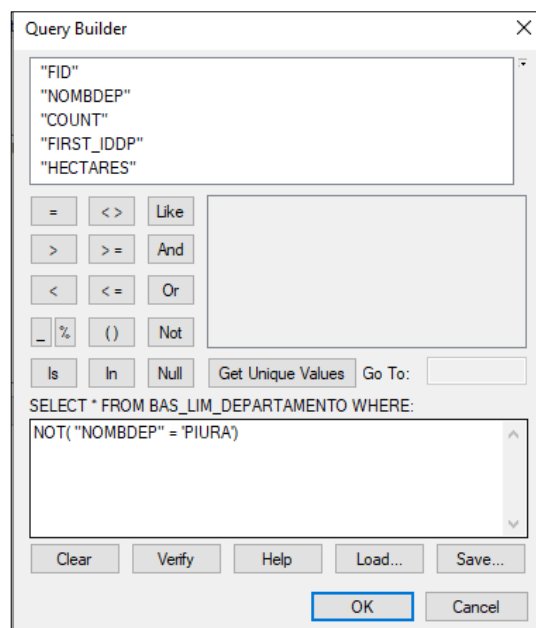 Query Builder
"FID"
"NOMBDEP"
"COUNT"
"FIRST_IDDP"
"HECTARES"
= < > Like
> > = And
< < = Or
_ % ( ) Not
Is In Null Get Unique Values Go To:
SELECT * FROM BAS_LIM_DEPARTAMENTO WHERE:
NOT( "NOMBDEP" = 'PIURA')
Clear Verify Help Load... Save...
OK Cancel